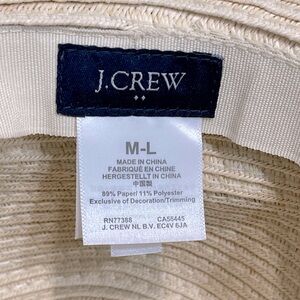 J.CREW
M-L
MADE IN CHINA
FABRIQUÉ EN CHINE
HERGESTELLT IN CHINA
中国製
89% Paper/ 11% Polyester
Exclusive of Decoration/Trimming
RN77388 CA56445
J. CREW NL B.V. EC4V 6JA